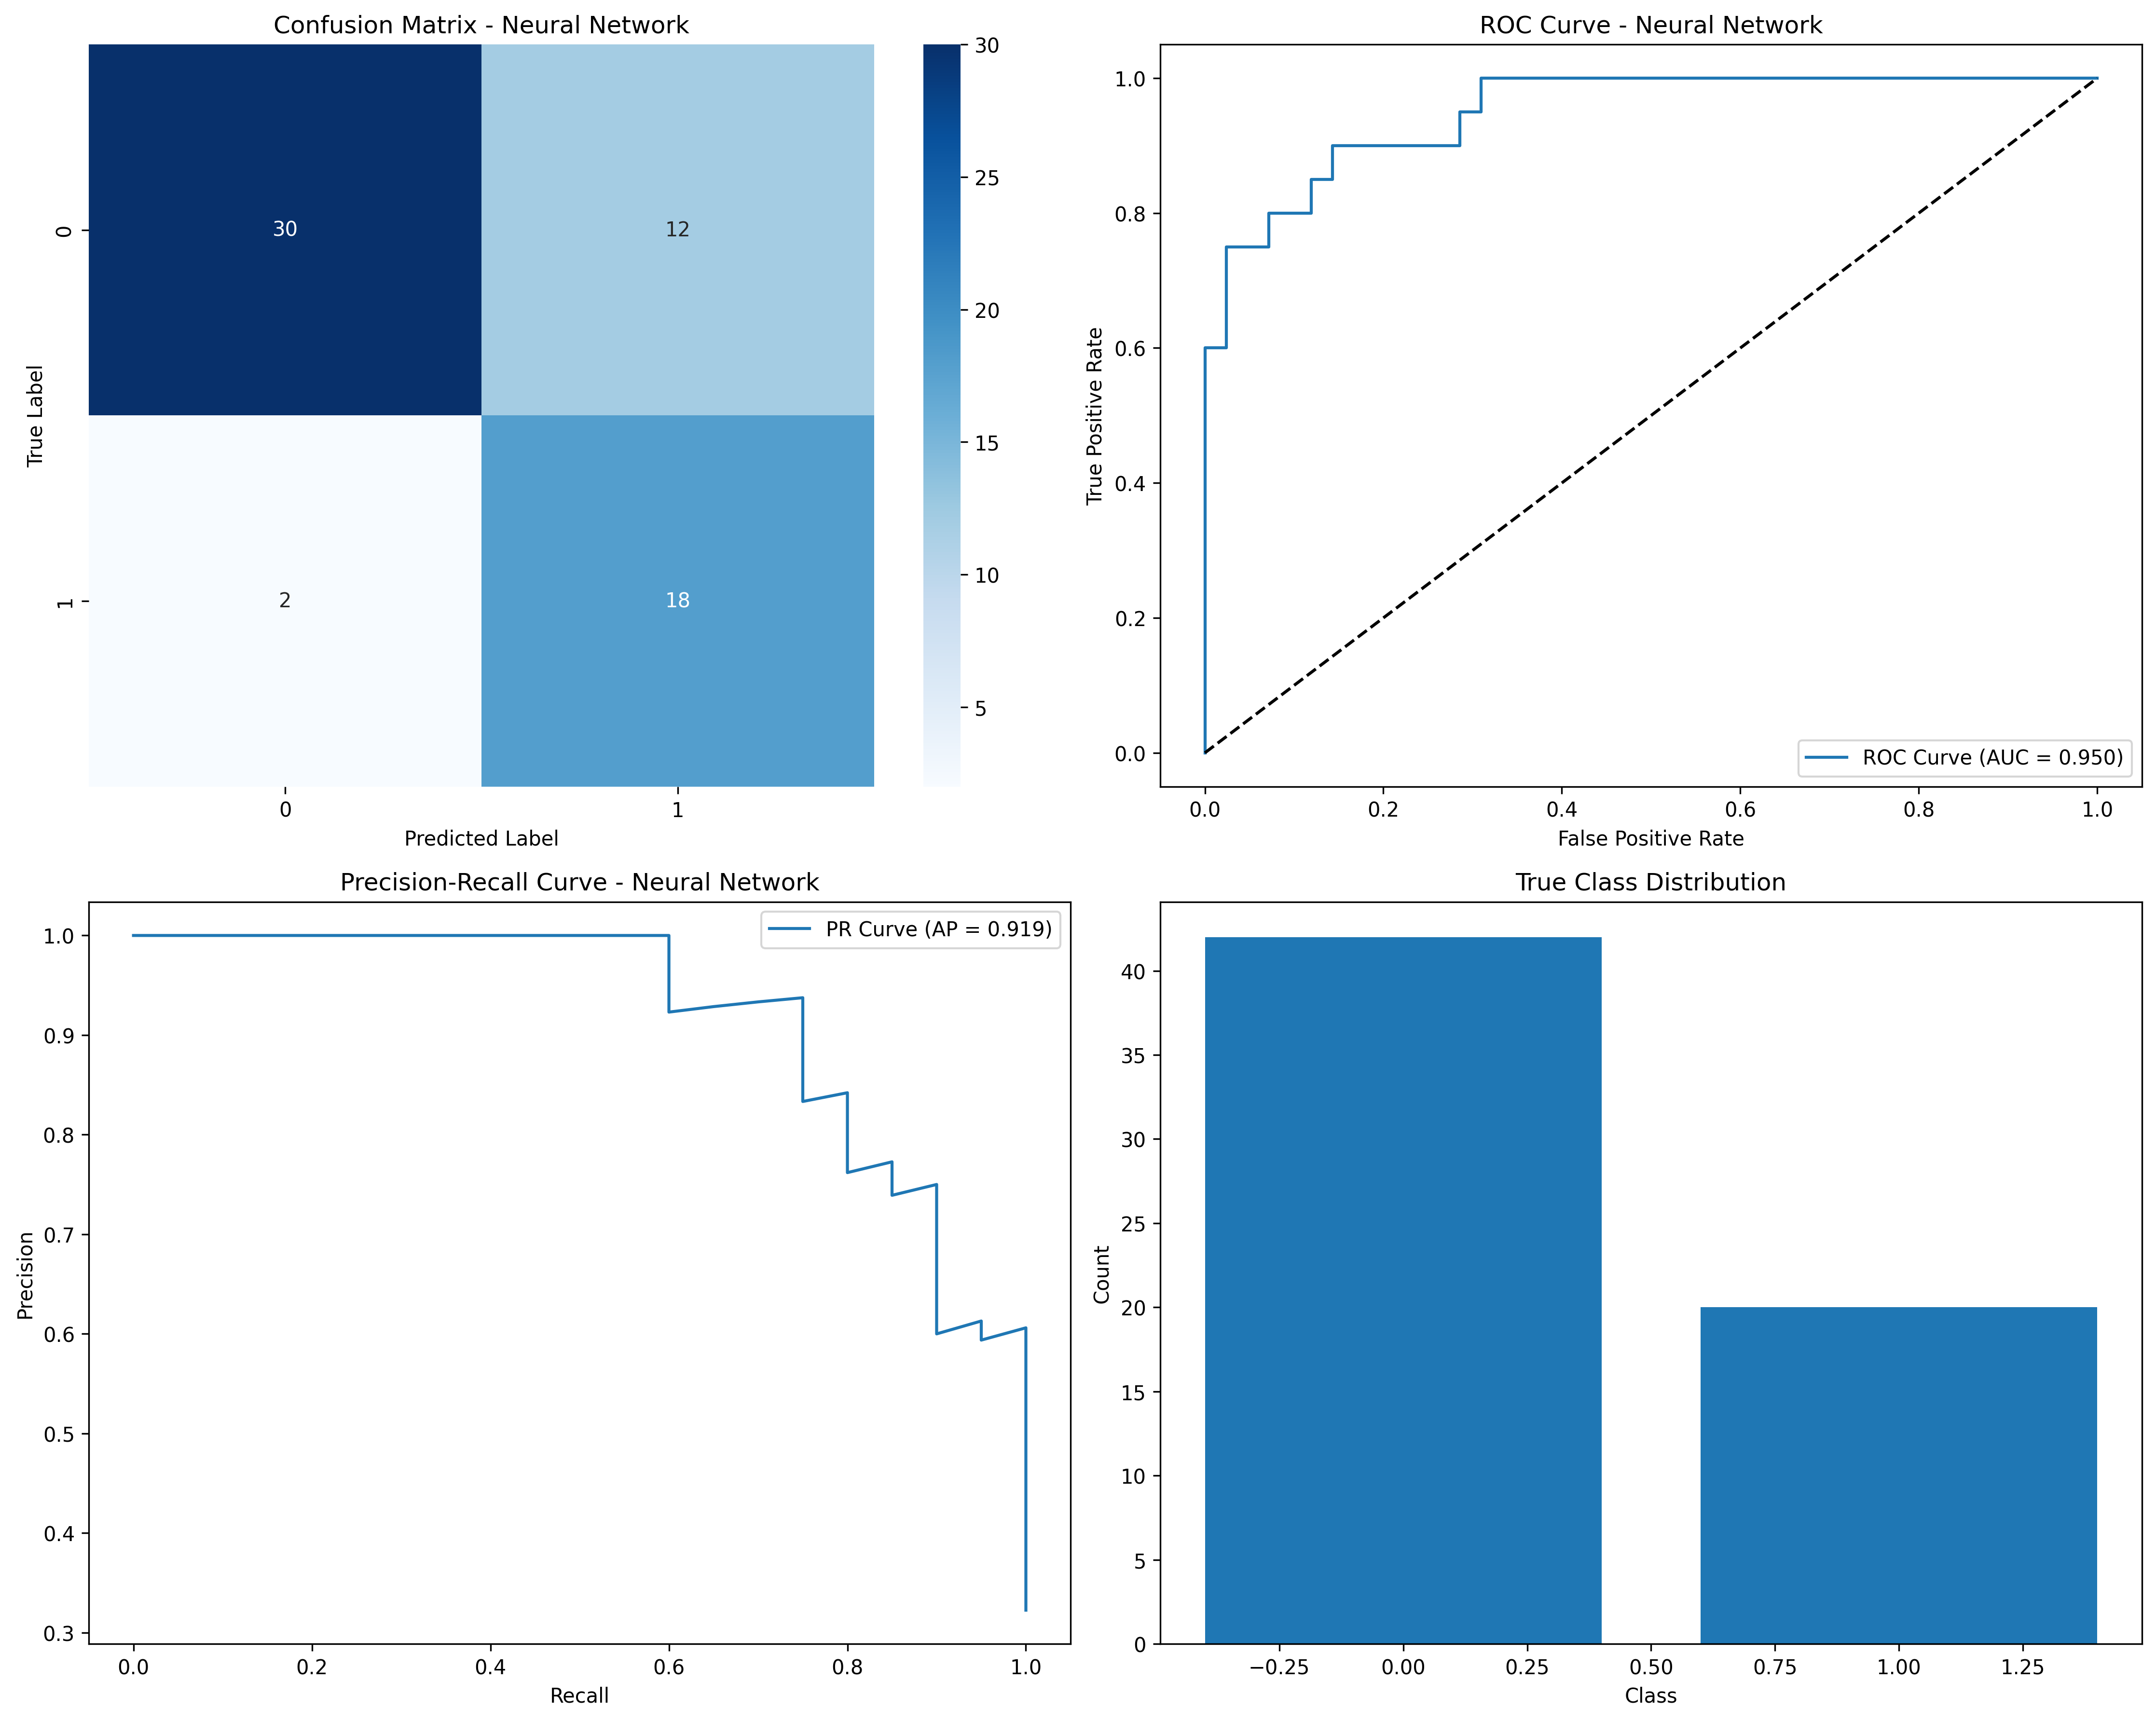 Confusion Matrix - Neural Network
30 12
2 18
0
1
True Label
0 1
Predicted Label
30
25
20
15
10
5
ROC Curve - Neural Network
1.0
0.8
0.6
0.4
0.2
0.0
True Positive Rate
ROC Curve (AUC = 0.950)
0.0 0.2 0.4 0.6 0.8 1.0
False Positive Rate
Precision-Recall Curve - Neural Network
PR Curve (AP = 0.919)
1.0
0.9
0.8
0.7
0.6
0.5
0.4
0.3
Precision
0.0 0.2 0.4 0.6 0.8 1.0
Recall
True Class Distribution
40
35
30
25
20
15
10
5
0
Count
−0.25 0.00 0.25 0.50 0.75 1.00 1.25
Class